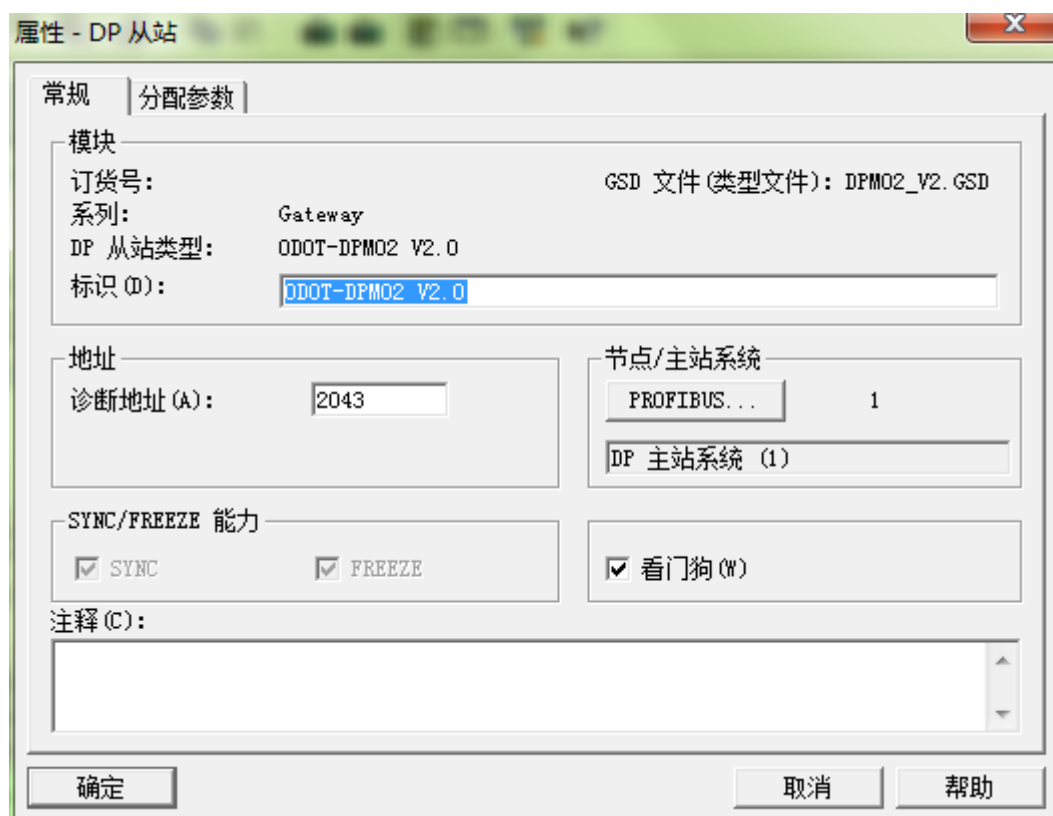 属性 - DP 从站
常规
分配参数
模块
订货号:
GSD 文件(类型文件): DPM02_V2.GSD
系列: Gateway
DP 从站类型: ODOT-DPM02 V2.0
标识(D): ODOT-DPM02 V2.0
地址
诊断地址(A): 2043
节点/主站系统
PROFIBUS... 1
DP 主站系统 (1)
SYNC/FREEZE 能力
SYNC FREEZE
看门狗(W)
注释(C):
确定 取消 帮助